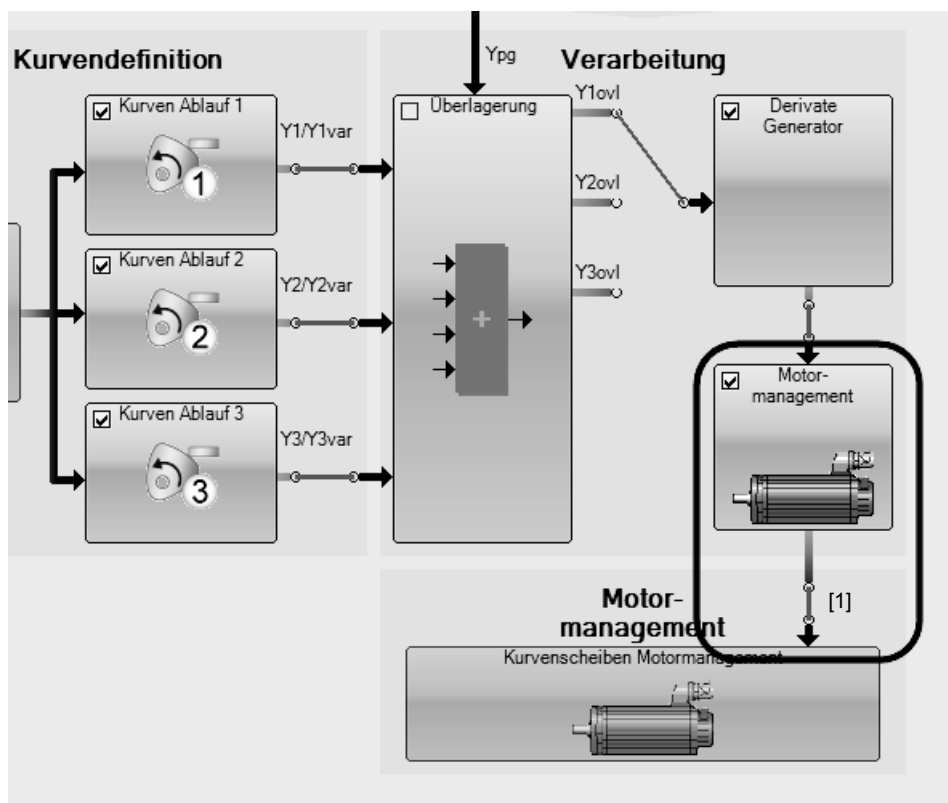 Kurvendefinition
Kurven Ablauf 1
1
Y1/Y1var
Kurven Ablauf 2
2
Y2/Y2var
Kurven Ablauf 3
3
Y3/Y3var
Ypg
Verarbeitung
Überlagerung
+
Y1ovl
Y2ovl
Y3ovl
Derivate
Generator
Motor-
management
[1]
Motor-
management
Kurvenscheiben Motormanagement